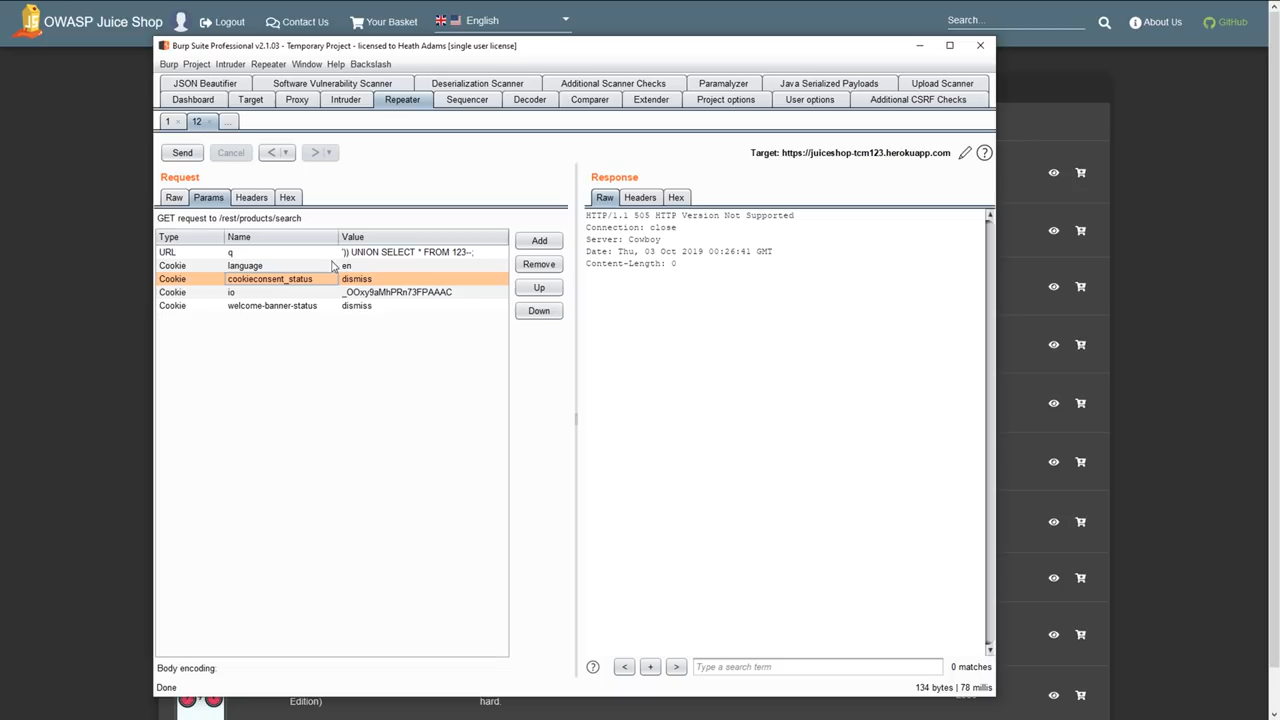 OWASP Juice Shop
Logout
Contact Us
Your Basket
English
Search...
About Us
GitHub
Burp Suite Professional v2.1.03 - Temporary Project - licensed to Heath Adams [single user license]
Burp Project Intruder Repeater Window Help Backslash
JSON Beautifier Software Vulnerability Scanner Deserialization Scanner Additional Scanner Checks Paramalyzer Java Serialized Payloads Upload Scanner
Dashboard Target Proxy Intruder Repeater Sequencer Decoder Comparer Extender Project options User options Additional CSRF Checks
1 × 12 × ...
Send Cancel < >
Target: https://juiceshop-tcm123.herokuapp.com
?
Request
Raw Params Headers Hex
GET request to /rest/products/search
Type Name Value
URL q ')) UNION SELECT * FROM 123--;
Cookie language en
Cookie cookieconsent_status dismiss
Cookie io _OOxy9aMhPRn73FPAAAC
Cookie welcome-banner-status dismiss
Add
Remove
Up
Down
Body encoding:
Done
Response
Raw Headers Hex
HTTP/1.1 505 HTTP Version Not Supported
Connection: close
Server: Cowboy
Date: Thu, 03 Oct 2019 00:26:41 GMT
Content-Length: 0
? < + > Type a search term 0 matches
134 bytes | 78 millis
Edition) hard.